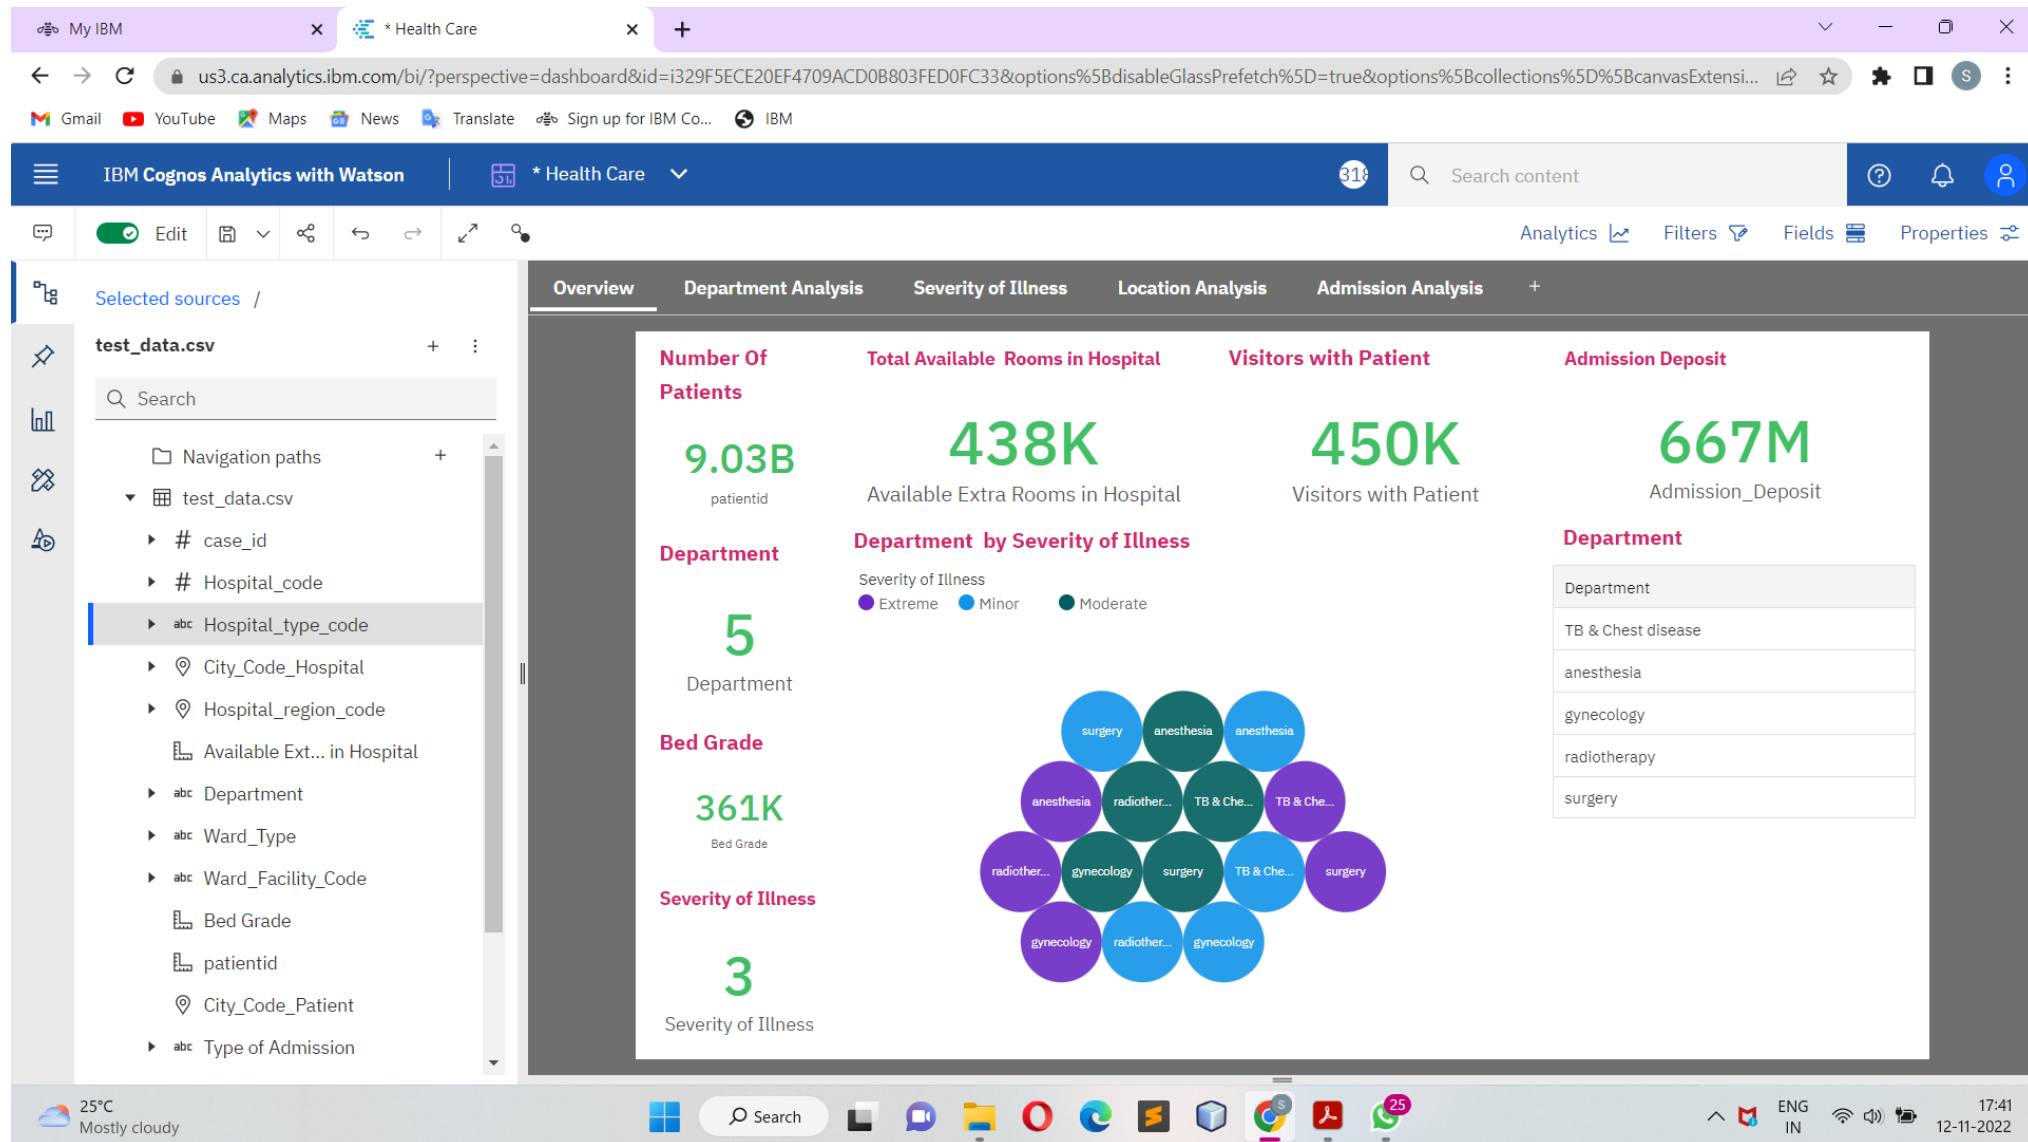 My IBM
* Health Care
us3.ca.analytics.ibm.com/bi/?perspective=dashboard&id=i329F5ECE20EF4709ACD0B803FED0FC33&options%5BdisableGlassPrefetch%5D=true&options%5Bcollections%5D%5BcanvasExtensi...
S
Gmail
YouTube
Maps
News
Translate
Sign up for IBM Co...
IBM
IBM Cognos Analytics with Watson
* Health Care
318
Search content
Edit
Analytics
Filters
Fields
Properties
Selected sources /
test_data.csv
Search
Navigation paths
test_data.csv
# case_id
# Hospital_code
abc Hospital_type_code
City_Code_Hospital
Hospital_region_code
Available Ext... in Hospital
abc Department
abc Ward_Type
abc Ward_Facility_Code
Bed Grade
patientid
City_Code_Patient
abc Type of Admission
Overview
Department Analysis
Severity of Illness
Location Analysis
Admission Analysis
Number Of
Patients
9.03B
patientid
Total Available Rooms in Hospital
438K
Available Extra Rooms in Hospital
Visitors with Patient
450K
Visitors with Patient
Admission Deposit
667M
Admission_Deposit
Department
5
Department
Bed Grade
361K
Bed Grade
Severity of Illness
3
Severity of Illness
Department by Severity of Illness
Severity of Illness
Extreme Minor Moderate
surgery anesthesia anesthesia
anesthesia radiother... TB & Che... TB & Che...
radiother... gynecology surgery TB & Che... surgery
gynecology radiother... gynecology
Department
Department
TB & Chest disease
anesthesia
gynecology
radiotherapy
surgery
25°C
Mostly cloudy
Search
S
25
ENG
IN
17:41
12-11-2022